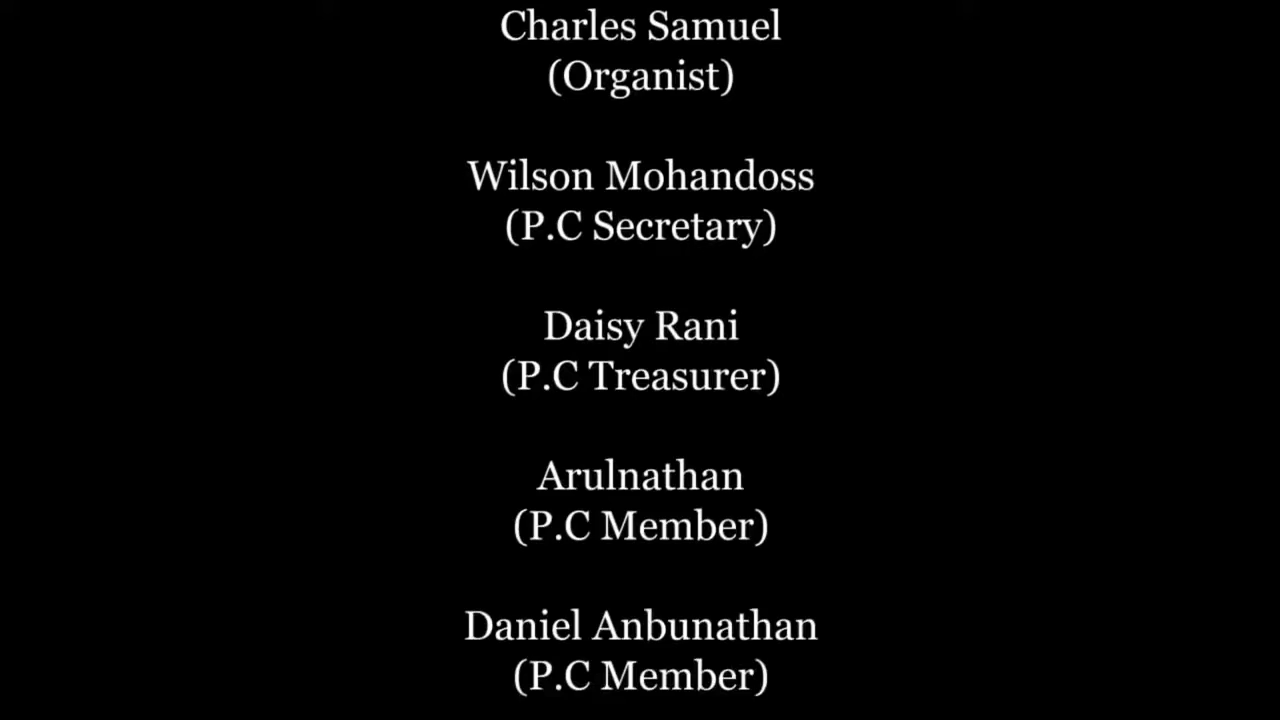 Charles Samuel
(Organist)
Wilson Mohandoss
(P.C Secretary)
Daisy Rani
(P.C Treasurer)
Arulnathan
(P.C Member)
Daniel Anbunathan
(P.C Member)